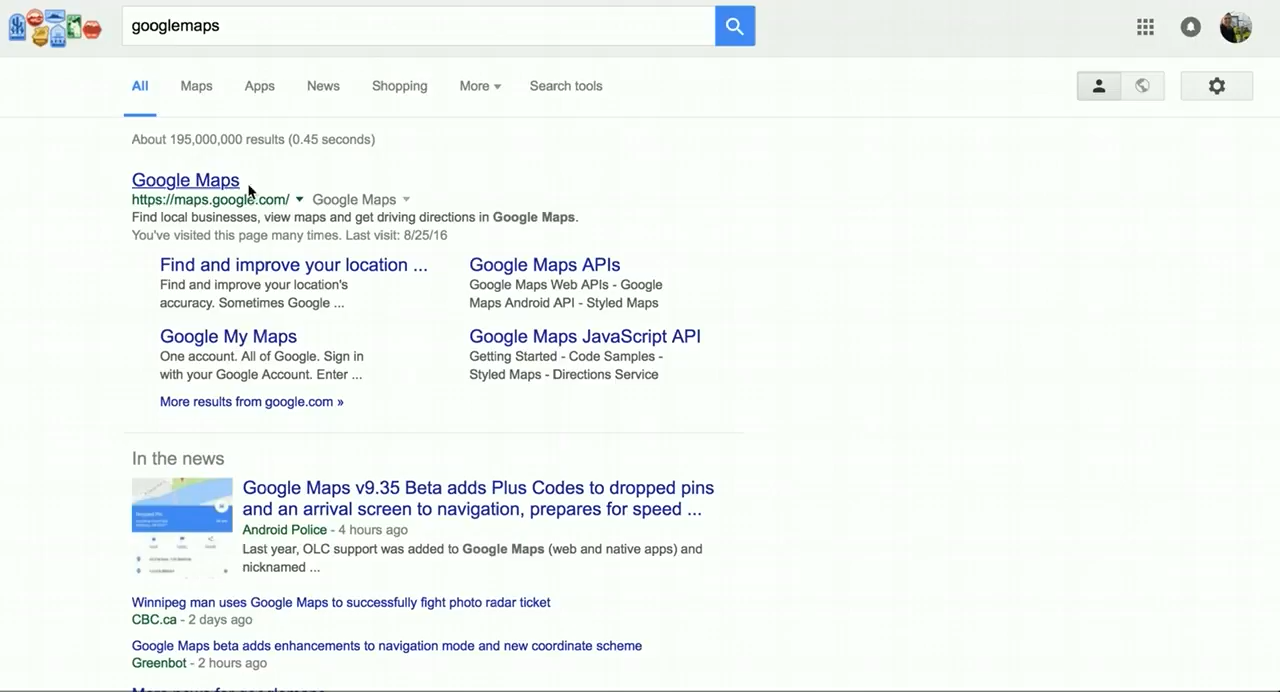 googlemaps
All Maps Apps News Shopping More Search tools
About 195,000,000 results (0.45 seconds)
Google Maps
https://maps.google.com/ Google Maps
Find local businesses, view maps and get driving directions in Google Maps.
You've visited this page many times. Last visit: 8/25/16
Find and improve your location ...
Find and improve your location's
accuracy. Sometimes Google ...
Google Maps APIs
Google Maps Web APIs - Google
Maps Android API - Styled Maps
Google My Maps
One account. All of Google. Sign in
with your Google Account. Enter ...
Google Maps JavaScript API
Getting Started - Code Samples -
Styled Maps - Directions Service
More results from google.com »
In the news
Google Maps v9.35 Beta adds Plus Codes to dropped pins
and an arrival screen to navigation, prepares for speed ...
Android Police - 4 hours ago
Last year, OLC support was added to Google Maps (web and native apps) and
nicknamed ...
Winnipeg man uses Google Maps to successfully fight photo radar ticket
CBC.ca - 2 days ago
Google Maps beta adds enhancements to navigation mode and new coordinate scheme
Greenbot - 2 hours ago
More news for googlemaps